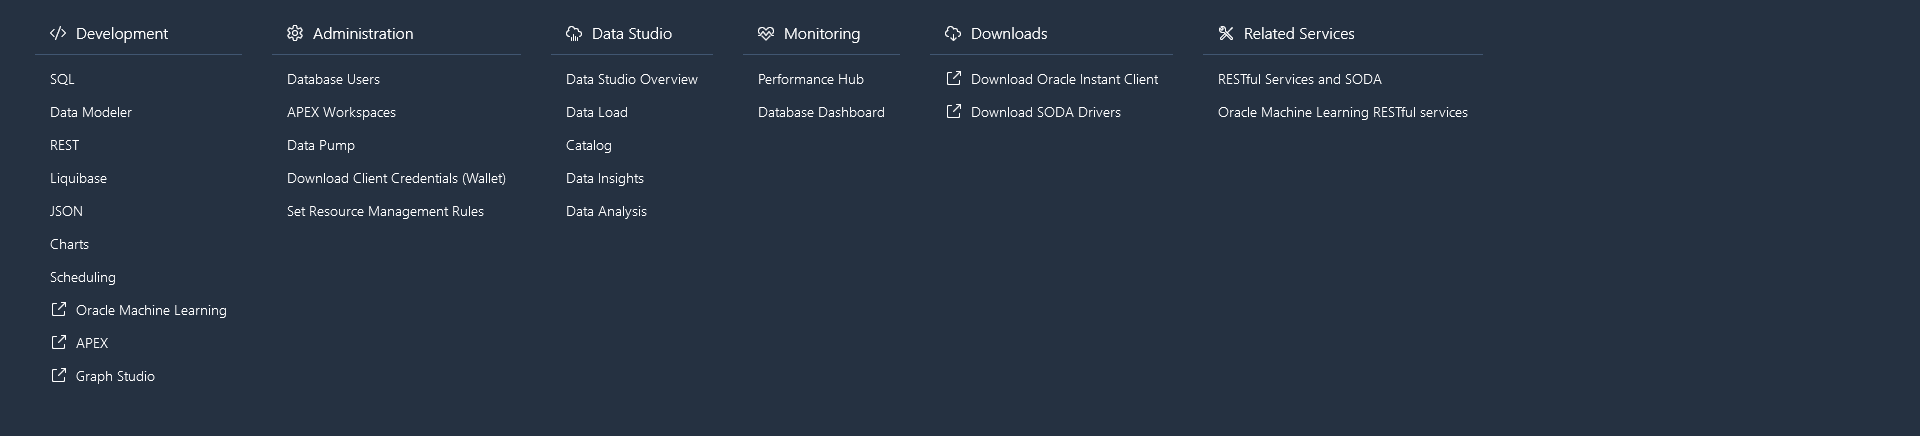 Development
SQL
Data Modeler
REST
Liquibase
JSON
Charts
Scheduling
Oracle Machine Learning
APEX
Graph Studio
Administration
Database Users
APEX Workspaces
Data Pump
Download Client Credentials (Wallet)
Set Resource Management Rules
Data Studio
Data Studio Overview
Data Load
Catalog
Data Insights
Data Analysis
Monitoring
Performance Hub
Database Dashboard
Downloads
Download Oracle Instant Client
Download SODA Drivers
Related Services
RESTful Services and SODA
Oracle Machine Learning RESTful services